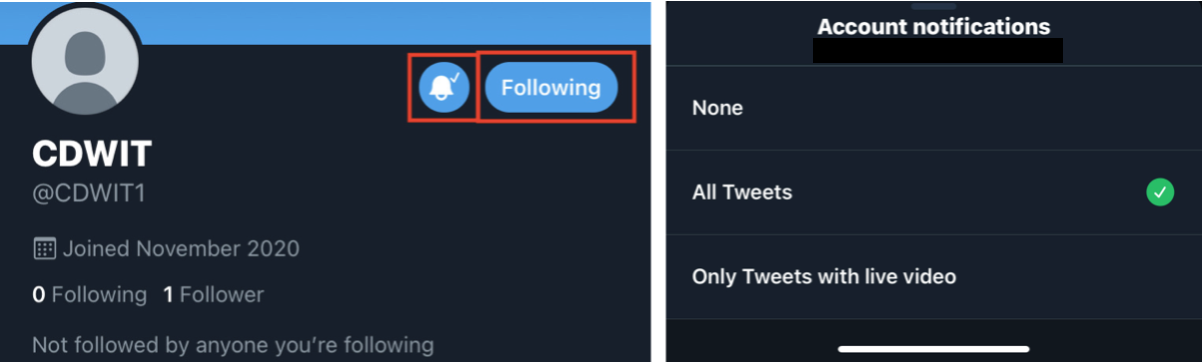 Following
CDWIT
@CDWIT1
Joined November 2020
0 Following 1 Follower
Not followed by anyone you’re following
Account notifications
None
All Tweets
Only Tweets with live video